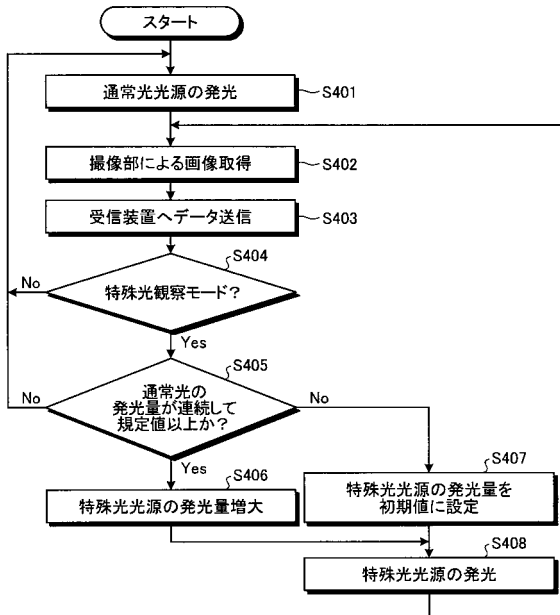 スタート
通常光光源の発光
S401
撮像部による画像取得
S402
受信装置へデータ送信
S403
S404
特殊光観察モード?
No
Yes
S405
通常光の
発光量が連続して
規定値以上か?
No
No
Yes
S406
特殊光光源の発光量増大
S407
特殊光光源の発光量を
初期値に設定
S408
特殊光光源の発光